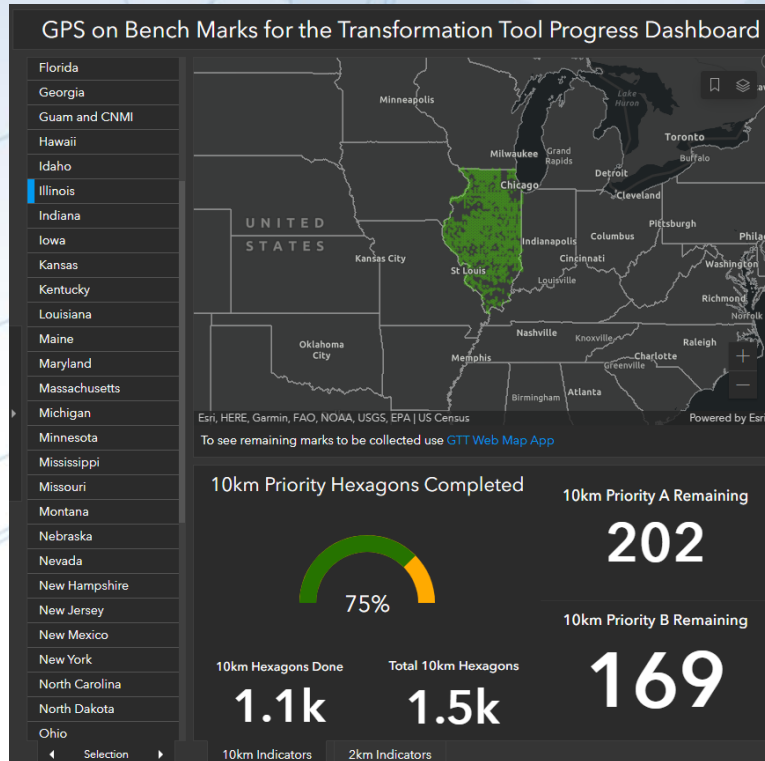 GPS on Bench Marks for the Transformation Tool Progress Dashboard
Florida
Georgia
Guam and CNMI
Hawaii
Idaho
Illinois
Indiana
Iowa
Kansas
Kentucky
Louisiana
Maine
Maryland
Massachusetts
Michigan
Minnesota
Mississippi
Missouri
Montana
Nebraska
Nevada
New Hampshire
New Jersey
New Mexico
New York
North Carolina
North Dakota
Ohio
Selection
Minneapolis
Lake
Huron
Toronto
Milwaukee
Grand
Rapids
Buffalo
Detroit
Chicago
Cleveland
UNITED
STATES
Pittsburgh
Columbus
Indianapolis
Kansas City
Cincinnati
St Louis
Washington
Louisville
Richmond
Norfolk
Nashville
Knoxville
Raleigh
Oklahoma
City
Memphis
Charlotte
Greenville
Birmingham
Atlanta
Esri, HERE, Garmin, FAO, NOAA, USGS, EPA | US Census
Powered by Esri
To see remaining marks to be collected use GTT Web Map App
10km Priority Hexagons Completed
75%
10km Hexagons Done
1.1k
Total 10km Hexagons
1.5k
10km Priority A Remaining
202
10km Priority B Remaining
169
10km Indicators
2km Indicators